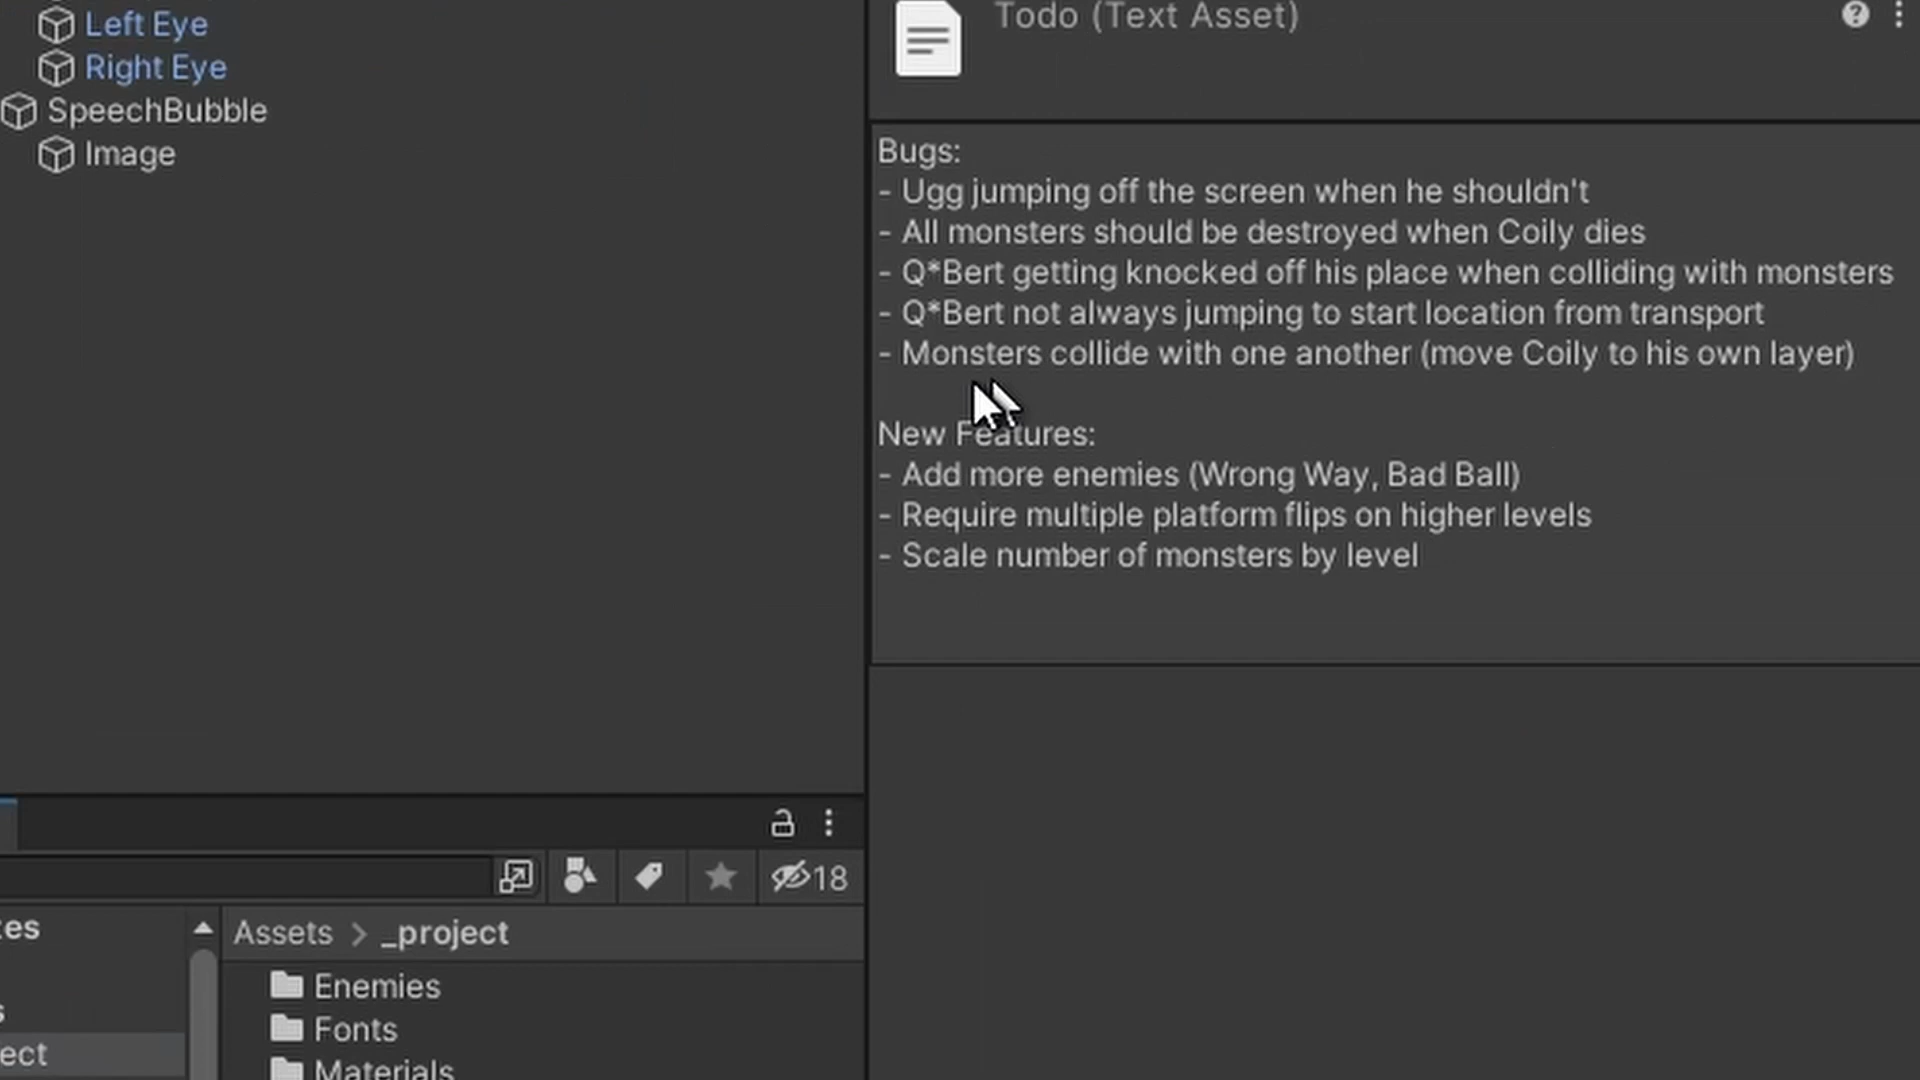 Left Eye
Right Eye
SpeechBubble
Image
Todo (Text Asset)
Bugs:
- Ugg jumping off the screen when he shouldn't
- All monsters should be destroyed when Coily dies
- Q*Bert getting knocked off his place when colliding with monsters
- Q*Bert not always jumping to start location from transport
- Monsters collide with one another (move Coily to his own layer)
New Features:
- Add more enemies (Wrong Way, Bad Ball)
- Require multiple platform flips on higher levels
- Scale number of monsters by level
18
tes
s
ect
Assets > _project
Enemies
Fonts
Materials